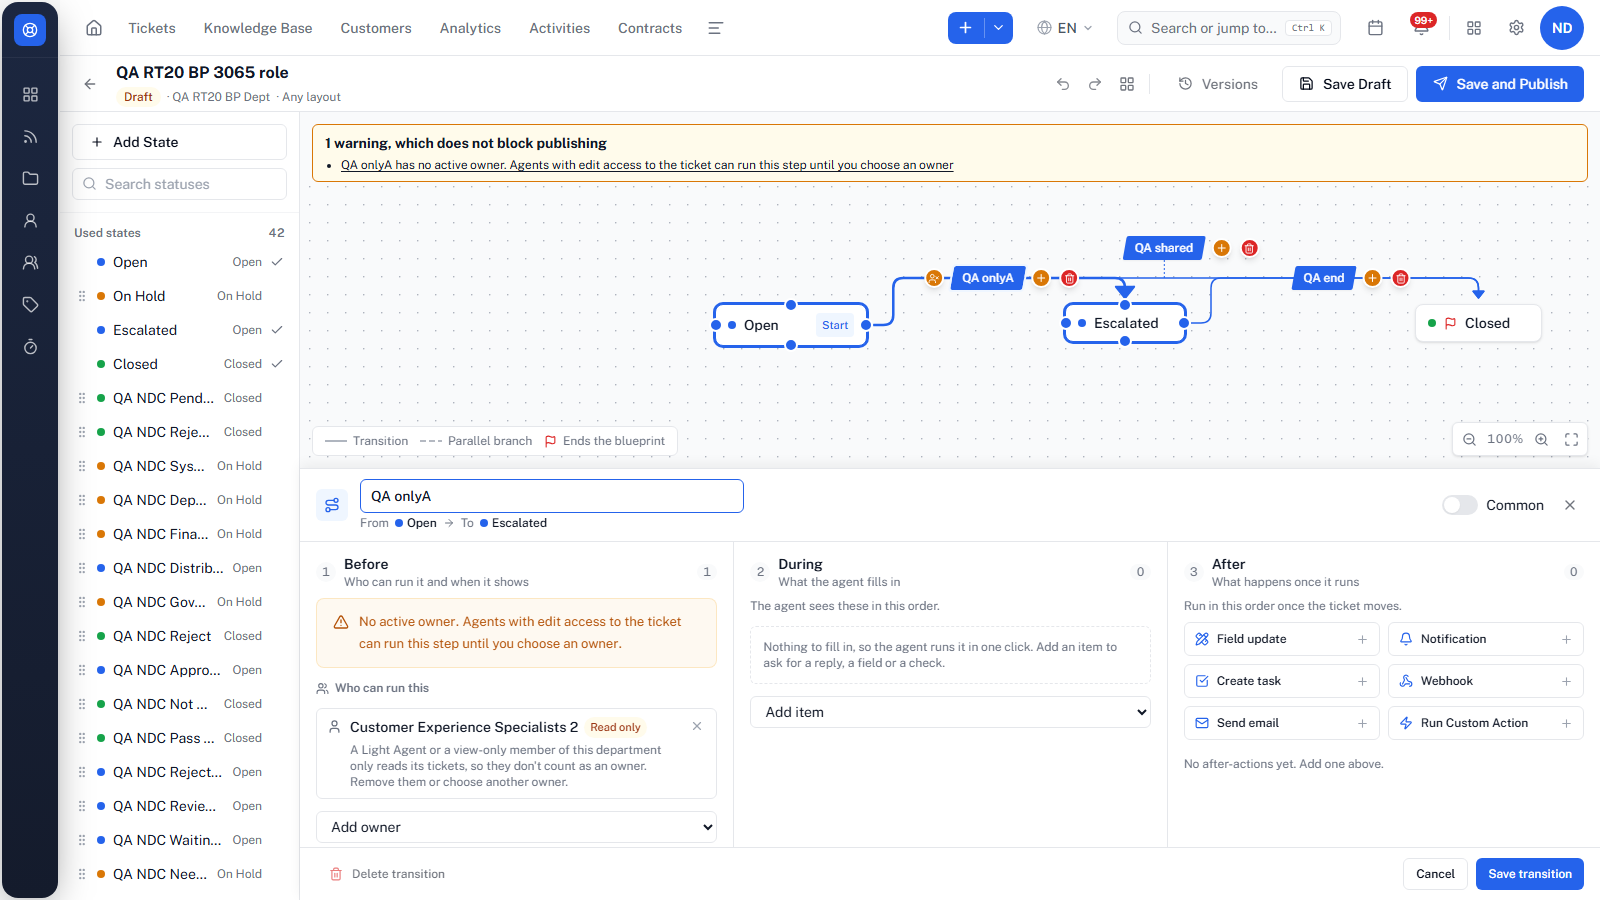 Tickets
Knowledge Base
Customers
Analytics
Activities
Contracts
EN
Search or jump to...
Ctrl K
99+
ND
QA RT20 BP 3065 role
Draft · QA RT20 BP Dept · Any layout
Versions
Save Draft
Save and Publish
Add State
Search statuses
Used states 42
Open Open
On Hold On Hold
Escalated Open
Closed Closed
QA NDC Pend... Closed
QA NDC Reje... Closed
QA NDC Sys... On Hold
QA NDC Dep... On Hold
QA NDC Fina... On Hold
QA NDC Distrib... Open
QA NDC Gov... On Hold
QA NDC Reject Closed
QA NDC Appro... Open
QA NDC Not ... Closed
QA NDC Pass ... Closed
QA NDC Reject... Open
QA NDC Revie... Open
QA NDC Waitin... Open
QA NDC Nee... On Hold
1 warning, which does not block publishing
• QA onlyA has no active owner. Agents with edit access to the ticket can run this step until you choose an owner
QA shared
QA onlyA
QA end
Open Start
Escalated
Closed
Transition
Parallel branch
Ends the blueprint
100%
QA onlyA
From Open → To Escalated
Common
1 Before 1
Who can run it and when it shows
No active owner. Agents with edit access to the ticket
can run this step until you choose an owner.
Who can run this
Customer Experience Specialists 2 Read only
A Light Agent or a view-only member of this department
only reads its tickets, so they don't count as an owner.
Remove them or choose another owner.
Add owner
2 During 0
What the agent fills in
The agent sees these in this order.
Nothing to fill in, so the agent runs it in one click. Add an item to
ask for a reply, a field or a check.
Add item
3 After 0
What happens once it runs
Run in this order once the ticket moves.
Field update
Notification
Create task
Webhook
Send email
Run Custom Action
No after-actions yet. Add one above.
Delete transition
Cancel
Save transition